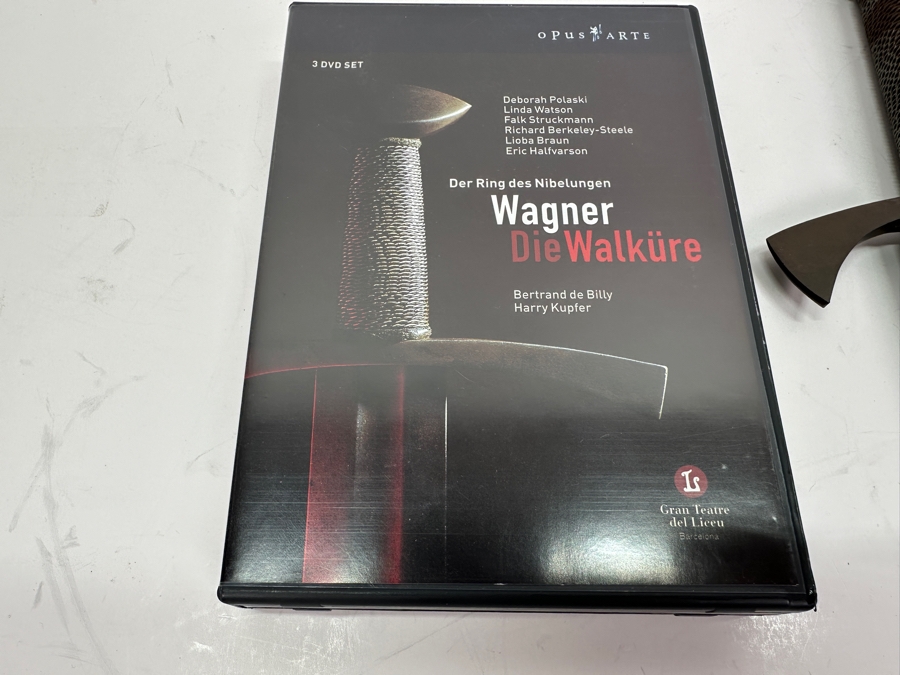 OPUS ARTE
3 DVD SET
Deborah Polaski
Linda Watson
Falk Struckmann
Richard Berkeley-Steele
Lioba Braun
Eric Halfvarson
Der Ring des Nibelungen
Wagner
Die Walküre
Bertrand de Billy
Harry Kupfer
L
Gran Teatre
del Liceu
Barcelona